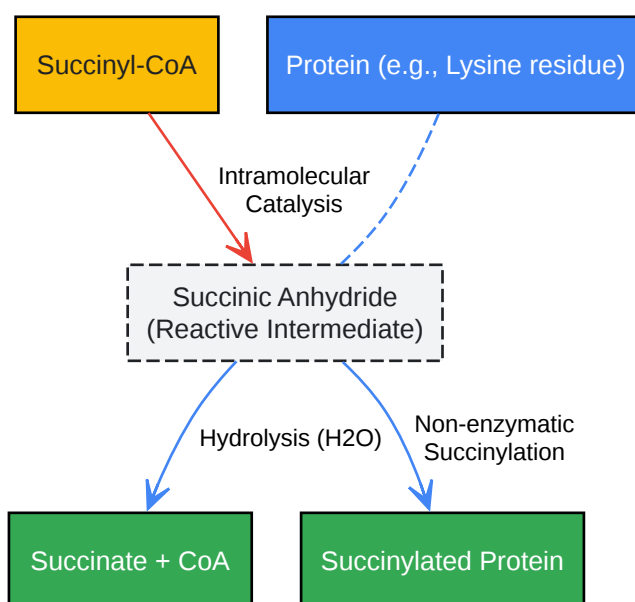 Succinyl-CoA
Protein (e.g., Lysine residue)
Intramolecular
Catalysis
Succinic Anhydride
(Reactive Intermediate)
Hydrolysis (H2O)
Non-enzymatic
Succinylation
Succinate + CoA
Succinylated Protein